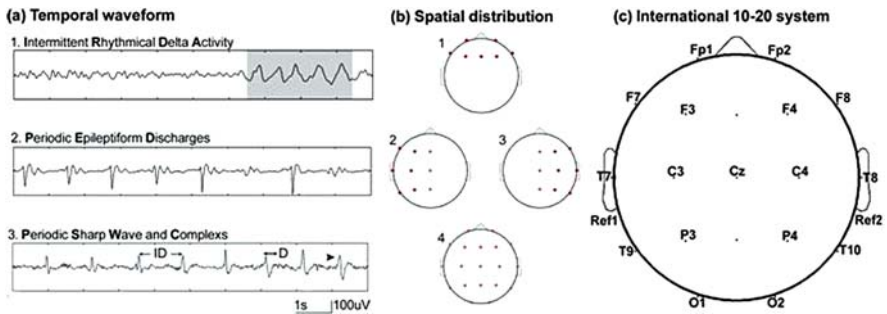 (a) Temporal waveform
1. Intermittent Rhythmical Delta Activity
2. Periodic Epileptiform Discharges
3. Periodic Sharp Wave and Complexs
ID
D
1s
100uV
(b) Spatial distribution
1
2
3
4
(c) International 10-20 system
Fp1 Fp2
F7 F3 F4 F8
T7 C3 Cz C4 T8
Ref1 Ref2
P3 P4
T9 T10
O1 O2